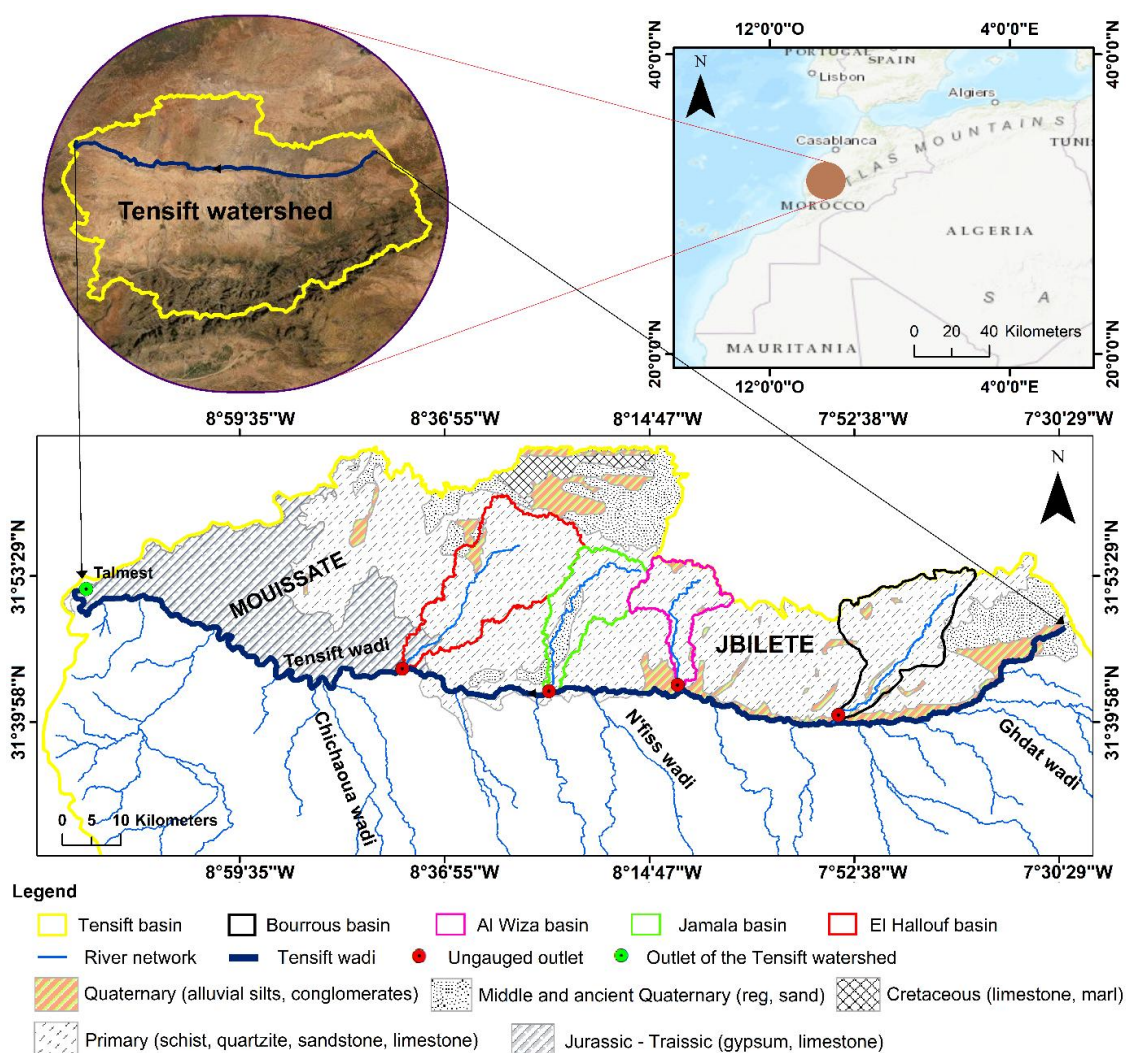 Tensift watershed
12°0'0"O
4°0'0"E
40°0'0"N
40°0'0"N
N
PORTUGAL
SPAIN
Lisbon
Algiers
Casablanca
ATLAS MOUNTAINS
TUNIS
MOROCCO
ALGERIA
S A
MAURITANIA
0 20 40 Kilometers
20°0'0"N
20°0'0"N
12°0'0"O
4°0'0"E
8°59'35"W
8°36'55"W
8°14'47"W
7°52'38"W
7°30'29"W
N
31°53'29"N
31°53'29"N
Talmest
MOUISSATE
JBILETE
Tensift wadi
31°39'58"N
31°39'58"N
Chichaoua wadi
N'fiss wadi
Ghdat wadi
0 5 10 Kilometers
8°59'35"W
8°36'55"W
8°14'47"W
7°52'38"W
7°30'29"W
Legend
Tensift basin
Bourrous basin
Al Wiza basin
Jamala basin
El Hallouf basin
River network
Tensift wadi
Ungauged outlet
Outlet of the Tensift watershed
Quaternary (alluvial silts, conglomerates)
Middle and ancient Quaternary (reg, sand)
Cretaceous (limestone, marl)
Primary (schist, quartzite, sandstone, limestone)
Jurassic - Traissic (gypsum, limestone)